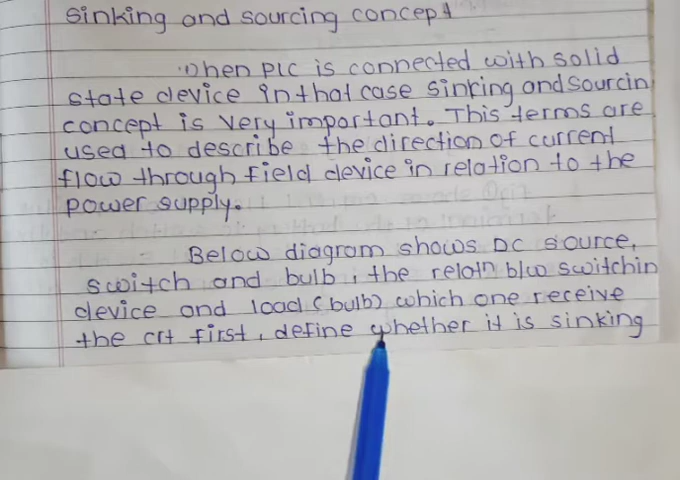 sinking and sourcing concept
when PLC is connected with solid
state device in that case sinking and sourcin
concept is very important. This terms are
used to describe the direction of current
flow through field device in relation to the
power supply.
Below diagram shows DC source,
switch and bulb, the relatn blw switchin
device and load (bulb) which one receive
the crt first, define whether it is sinking